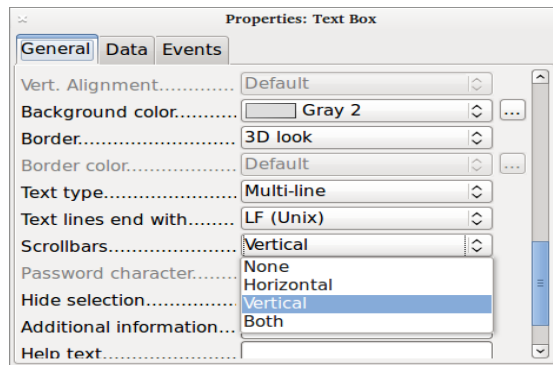 Properties: Text Box
General Data Events
Vert. Alignment............. Default
Background color........... Gray 2 ...
Border....................... 3D look
Border color................. Default ...
Text type.................... Multi-line
Text lines end with........ LF (Unix)
Scrollbars................... Vertical
Password character....... None
Horizontal
Hide selection.............. Vertical
Additional information... Both
Help text....................